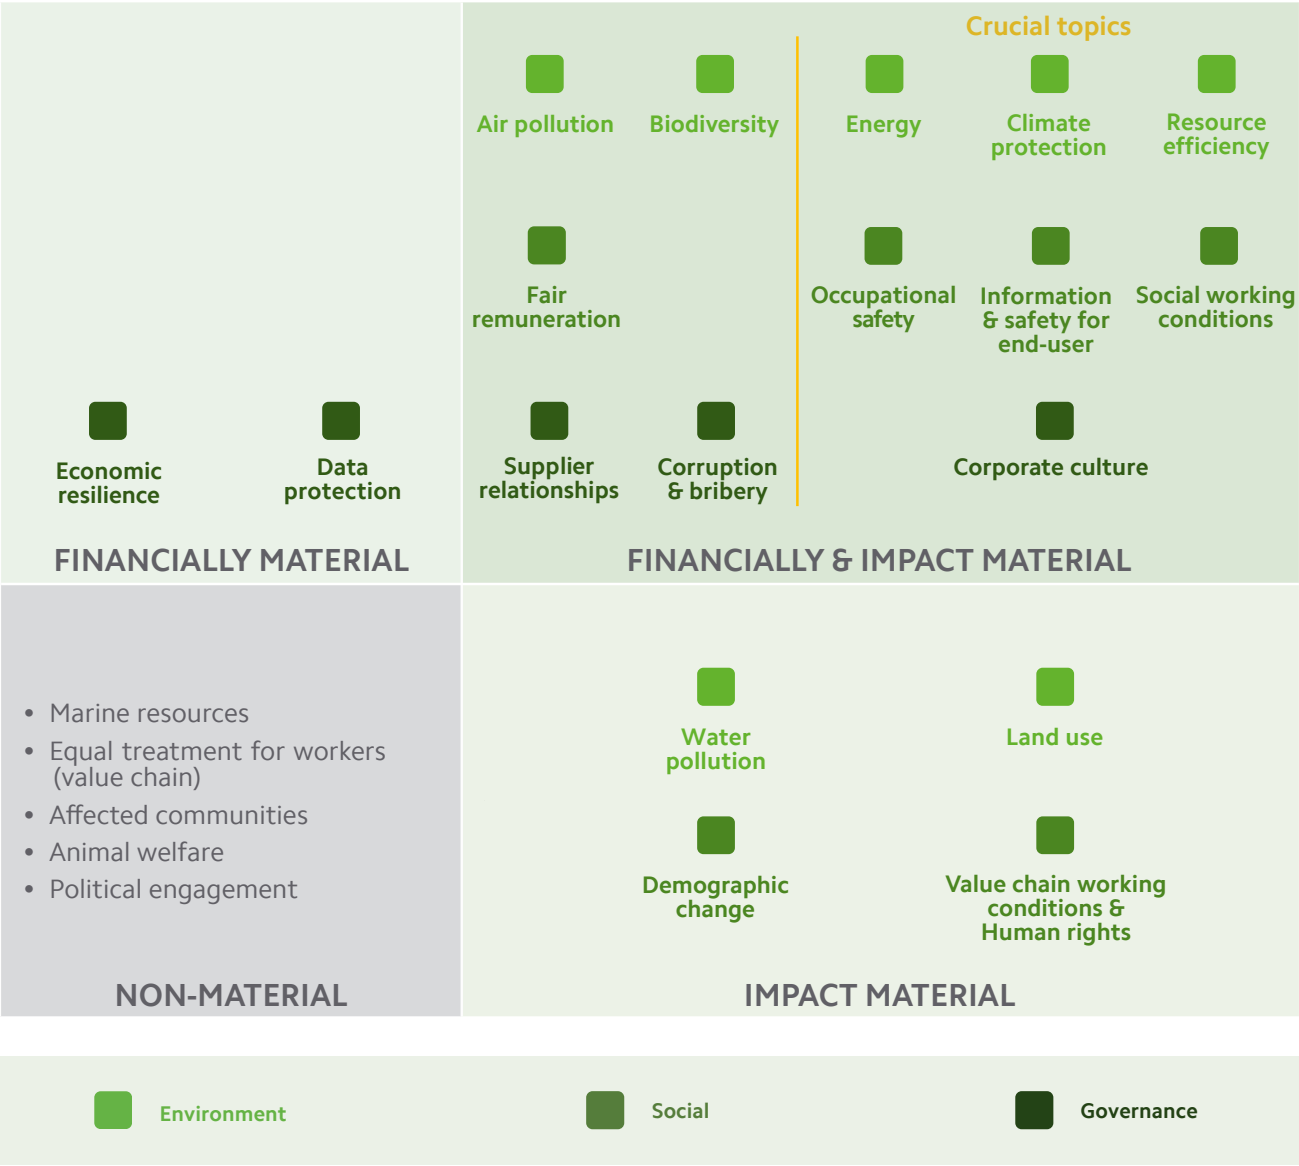 Crucial topics
Air pollution
Biodiversity
Energy
Climate
protection
Resource
efficiency
Fair
remuneration
Occupational
safety
Information
& safety for
end-user
Social working
conditions
Economic
resilience
Data
protection
Supplier
relationships
Corruption
& bribery
Corporate culture
FINANCIALLY MATERIAL
FINANCIALLY & IMPACT MATERIAL
• Marine resources
• Equal treatment for workers
(value chain)
• Affected communities
• Animal welfare
• Political engagement
NON-MATERIAL
Water
pollution
Land use
Demographic
change
Value chain working
conditions &
Human rights
IMPACT MATERIAL
Environment
Social
Governance